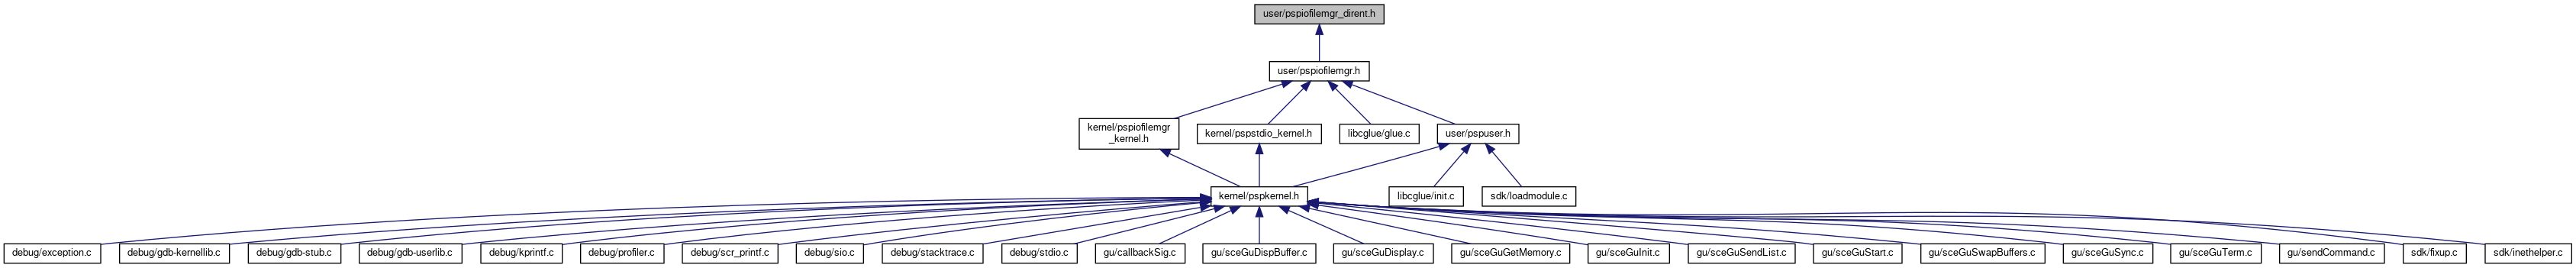 user/pspiofilemgr_dirent.h
user/pspiofilemgr.h
kernel/pspiofilemgr
_kernel.h
kernel/pspstdio_kernel.h
libcglue/glue.c
user/pspuser.h
kernel/pspkernel.h
libcglue/init.c
sdk/loadmodule.c
debug/exception.c
debug/gdb-kernellib.c
debug/gdb-stub.c
debug/gdb-userlib.c
debug/kprintf.c
debug/profiler.c
debug/scr_printf.c
debug/sio.c
debug/stacktrace.c
debug/stdio.c
gu/callbackSig.c
gu/sceGuDispBuffer.c
gu/sceGuDisplay.c
gu/sceGuGetMemory.c
gu/sceGuInit.c
gu/sceGuSendList.c
gu/sceGuStart.c
gu/sceGuSwapBuffers.c
gu/sceGuSync.c
gu/sceGuTerm.c
gu/sendCommand.c
sdk/fixup.c
sdk/inethelper.c